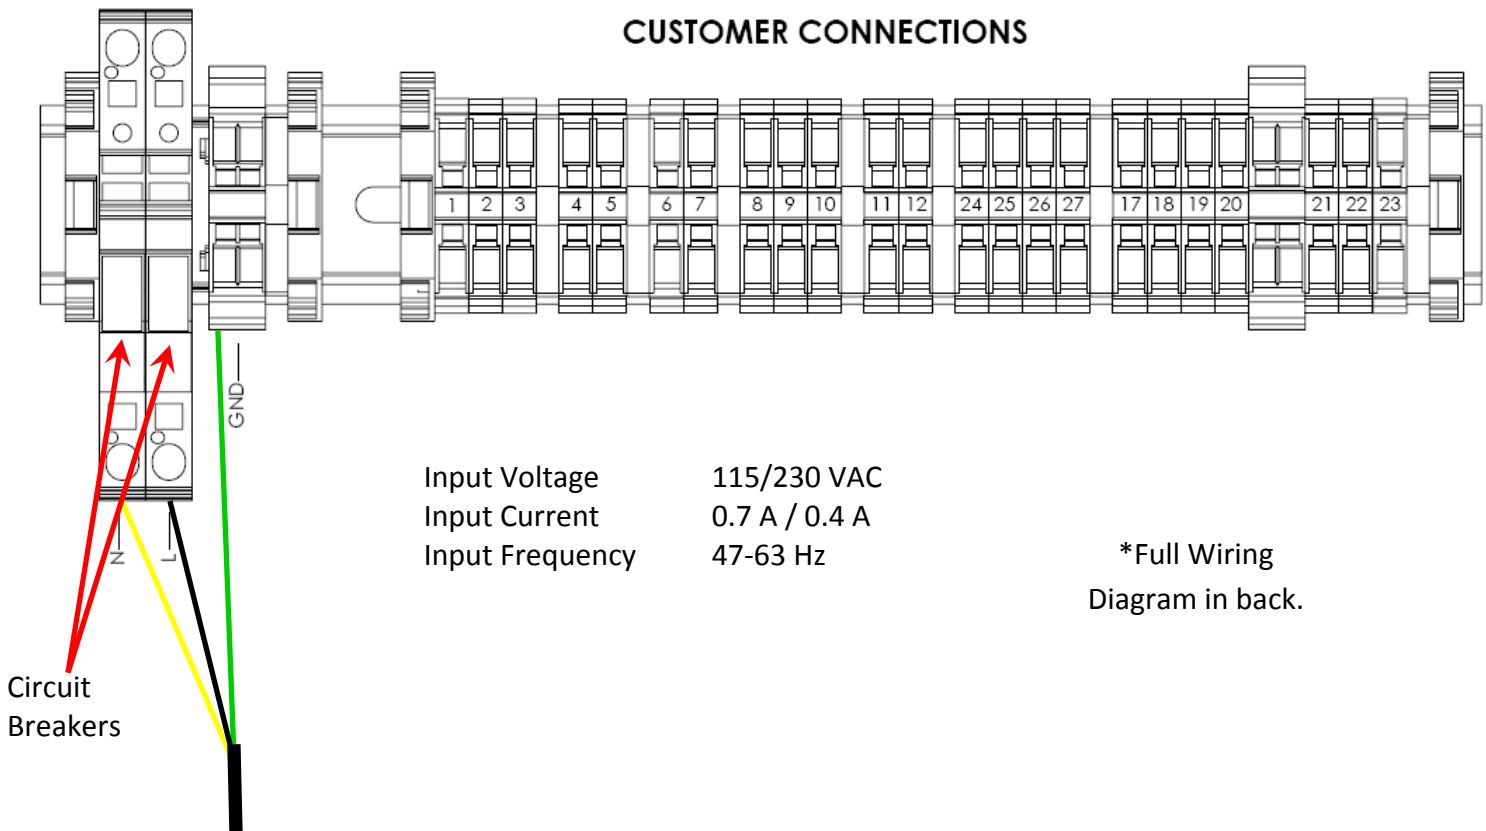 CUSTOMER CONNECTIONS
1 2 3 4 5 6 7 8 9 10 11 12 24 25 26 27 17 18 19 20 21 22 23
GND
Input Voltage 115/230 VAC
Input Current 0.7 A / 0.4 A
Input Frequency 47-63 Hz
N L
*Full Wiring
Diagram in back.
Circuit
Breakers